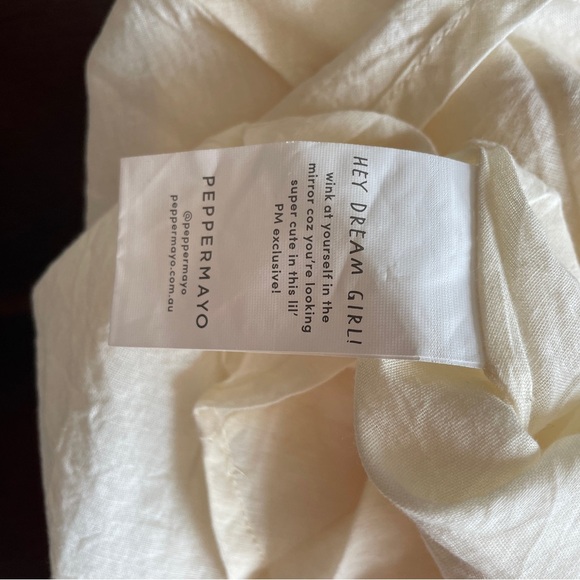 HEY DREAM GIRL!
wink at yourself in the
mirror coz you're looking
super cute in this lil'
PM exclusive!
PEPPERMAYO
@peppermayo
peppermayo.com.au